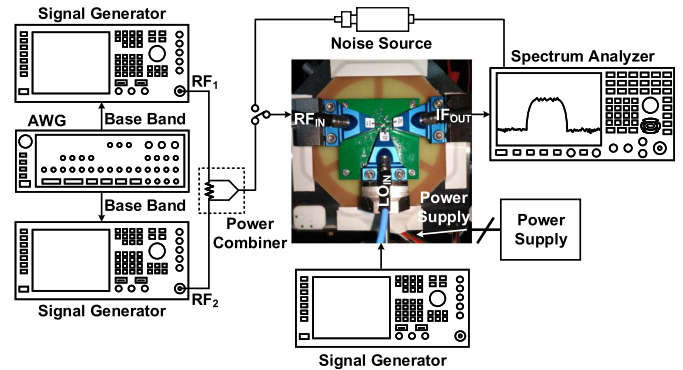 Signal Generator
Noise Source
Spectrum Analyzer
RF1
AWG
Base Band
RFIN
IFOUT
Base Band
LOIN
Power
Combiner
Power
Supply
Power
Supply
RF2
Signal Generator
Signal Generator